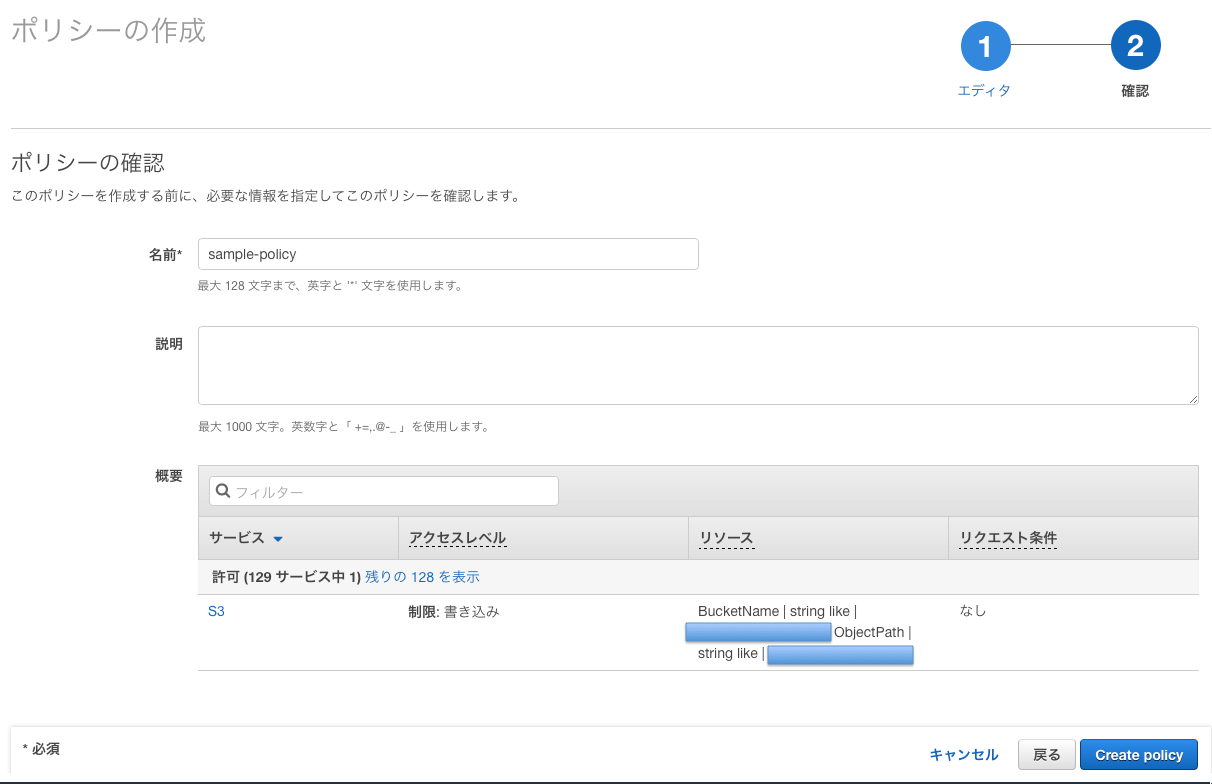 ポリシーの作成
1
2
エディタ
確認
ポリシーの確認
このポリシーを作成する前に、必要な情報を指定してこのポリシーを確認します。
名前*
sample-policy
最大 128 文字まで、英字と '*' 文字を使用します。
説明
最大 1000 文字。英数字と「 +=,.@-_ 」を使用します。
概要
フィルター
サービス アクセスレベル リソース リクエスト条件
許可 (129 サービス中 1) 残りの 128 を表示
S3 制限: 書き込み BucketName | string like | なし
ObjectPath |
string like |
* 必須
キャンセル 戻る Create policy